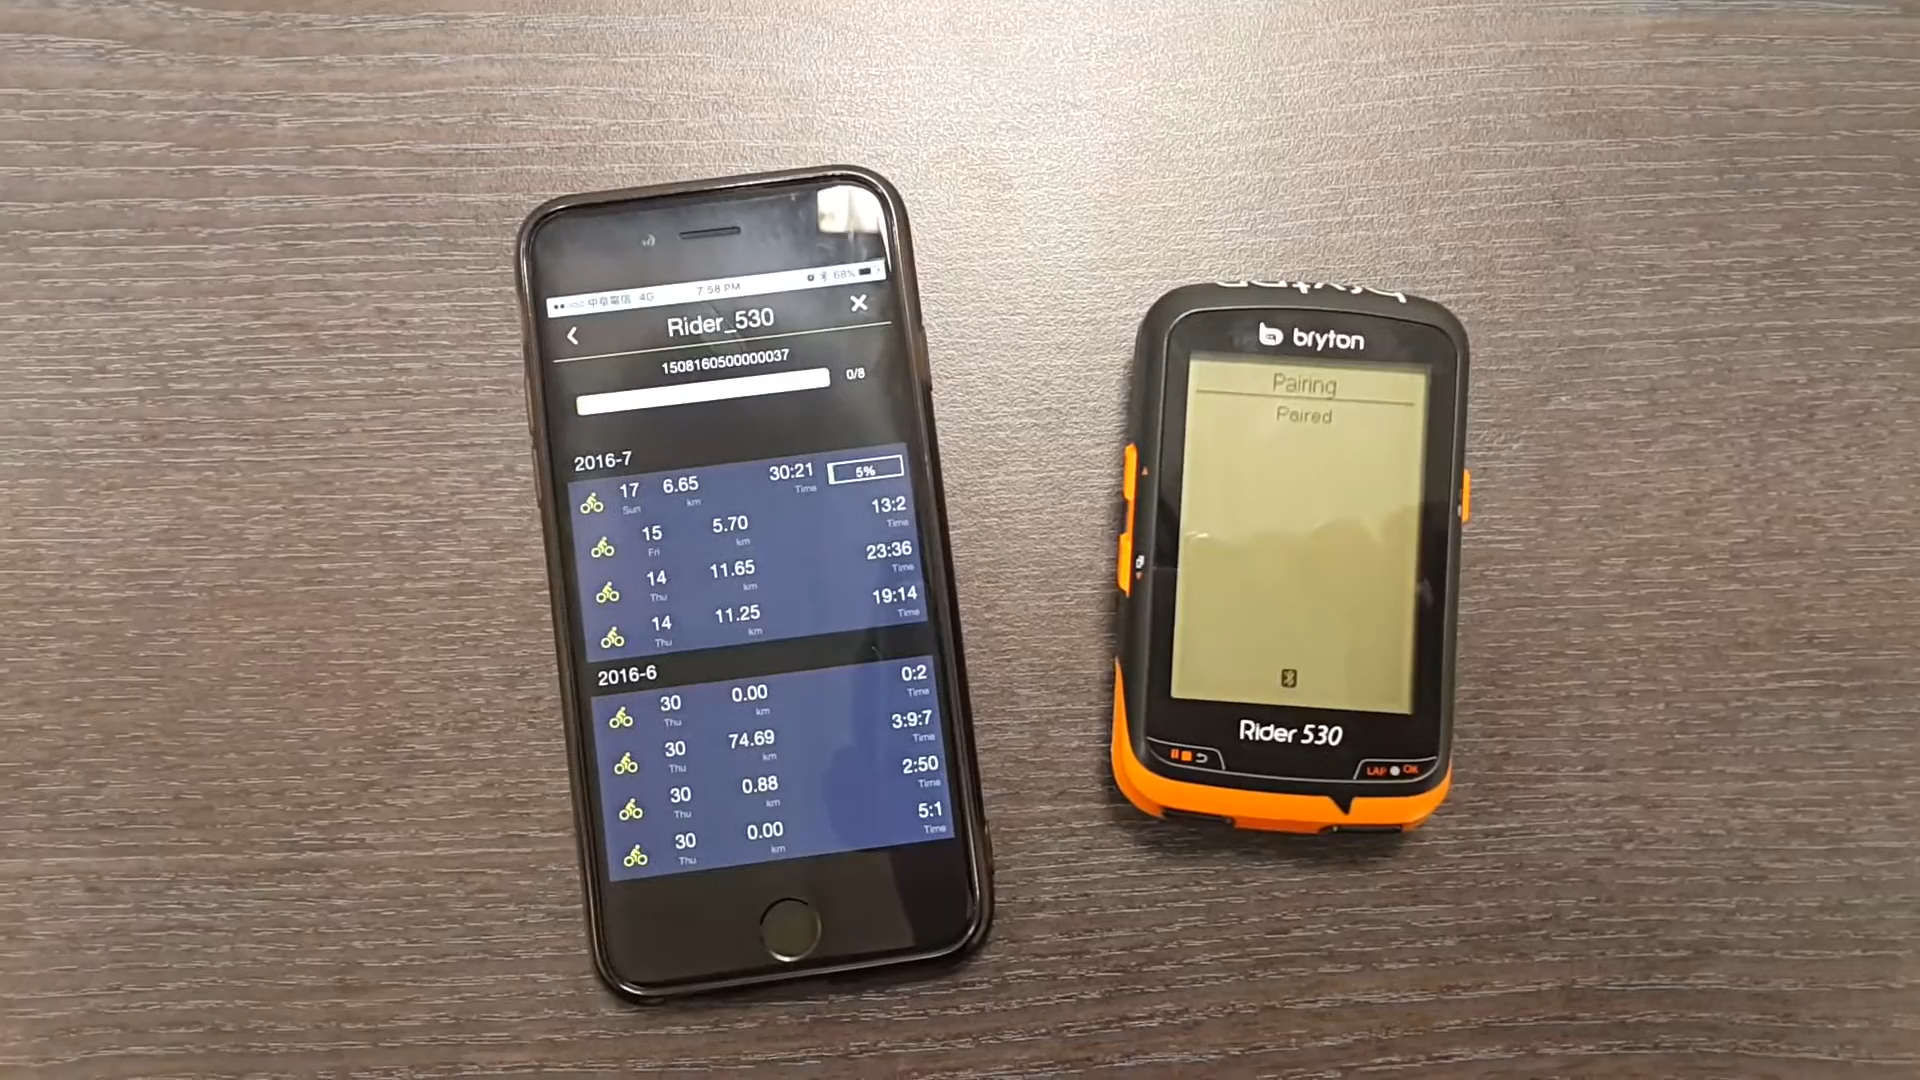 中華電信 4G 7:58 PM 68%
Rider_530
1508160500000037
0/8
2016-7
17 6.65 30:21 5%
Sun km Time
15 5.70 13:2
Fri km Time
14 11.65 23:36
Thu km Time
14 11.25 19:14
Thu km Time
2016-6
30 0.00 0:2
Thu km Time
30 74.69 3:9:7
Thu km Time
30 0.88 2:50
Thu km Time
30 0.00 5:1
Thu km Time
bryton
bryton
Pairing
Paired
Rider 530
LAP OK